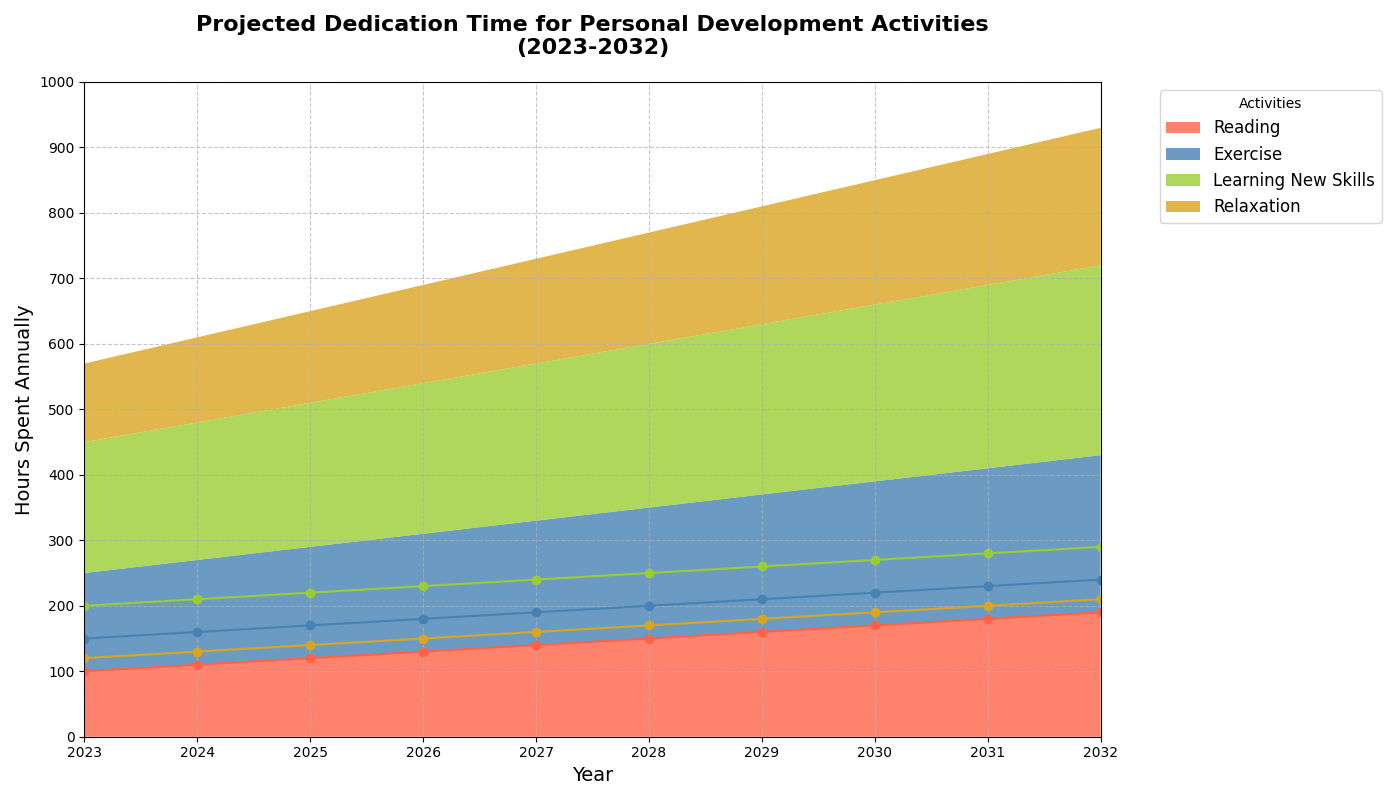 Projected Dedication Time for Personal Development Activities
(2023-2032)
1000
900
800
700
600
500
400
300
200
100
0
Hours Spent Annually
2023 2024 2025 2026 2027 2028 2029 2030 2031 2032
Year
Activities
Reading
Exercise
Learning New Skills
Relaxation